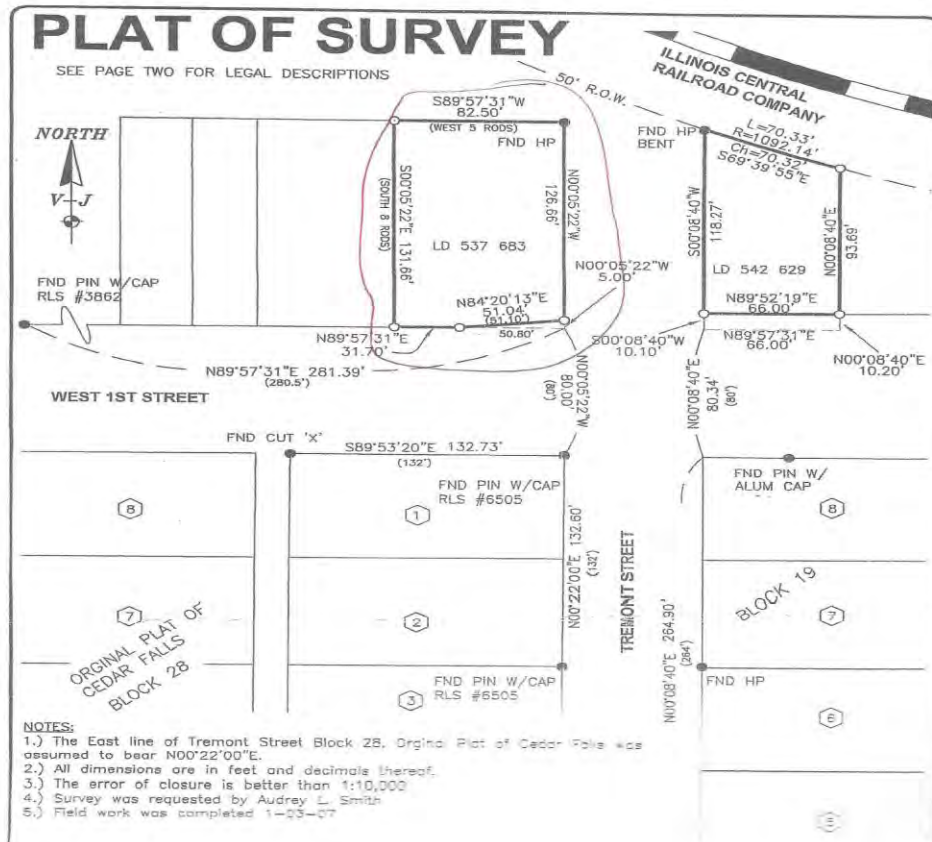 PLAT OF SURVEY
SEE PAGE TWO FOR LEGAL DESCRIPTIONS
ILLINOIS CENTRAL
RAILROAD COMPANY
50' R.O.W.
L=70.33'
R=1092.14'
Ch=70.32'
S69°39'55"E
NORTH
V-J
S89°57'31"W
82.50'
(WEST 5 RODS)
FND HP
FND HP
BENT
S00°05'22"E 131.66'
(SOUTH 8 RODS)
N00°05'22"W
126.66'
LD 537 683
S00°08'40"W
118.27'
N00°08'40"E
93.69'
LD 542 629
FND PIN W/CAP
RLS #3862
N00°05'22"W
5.00'
N84°20'13"E
51.04'
(51.10')
50.80'
N89°57'31"E
31.70'
N89°52'19"E
66.00'
S00°08'40"W
10.10'
N89°57'31"E
66.00'
N00°08'40"E
10.20'
N89°57'31"E 281.39'
(280.5')
N00°05'22"W
80.00'
(80')
N00°08'40"E
80.34'
(80')
WEST 1ST STREET
FND CUT 'X'
S89°53'20"E 132.73'
(132')
FND PIN W/CAP
RLS #6505
FND PIN W/
ALUM CAP
8
1
8
N00°22'00"E 132.60'
(132')
TREMONT STREET
BLOCK 19
7
2
7
ORGINAL PLAT OF
CEDAR FALLS
BLOCK 28
FND PIN W/CAP
RLS #6505
3
N00°08'40"E 264.90'
(264')
FND HP
6
5
NOTES:
1.) The East line of Tremont Street Block 28, Orginal Plat of Cedar Falls was
assumed to bear N00°22'00"E.
2.) All dimensions are in feet and decimals thereof.
3.) The error of closure is better than 1:10,000
4.) Survey was requested by Audrey L. Smith
5.) Field work was completed 1-03-07